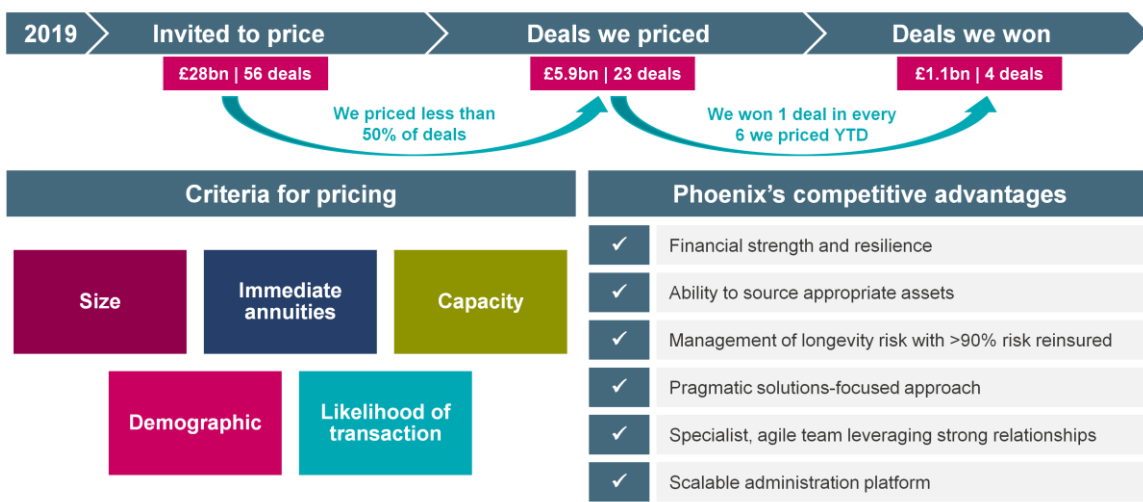 2019
Invited to price
Deals we priced
Deals we won
£28bn | 56 deals
£5.9bn | 23 deals
£1.1bn | 4 deals
We priced less than
50% of deals
We won 1 deal in every
6 we priced YTD
Criteria for pricing
Size
Immediate
annuities
Capacity
Demographic
Likelihood of
transaction
Phoenix's competitive advantages
✓ Financial strength and resilience
✓ Ability to source appropriate assets
✓ Management of longevity risk with >90% risk reinsured
✓ Pragmatic solutions-focused approach
✓ Specialist, agile team leveraging strong relationships
✓ Scalable administration platform